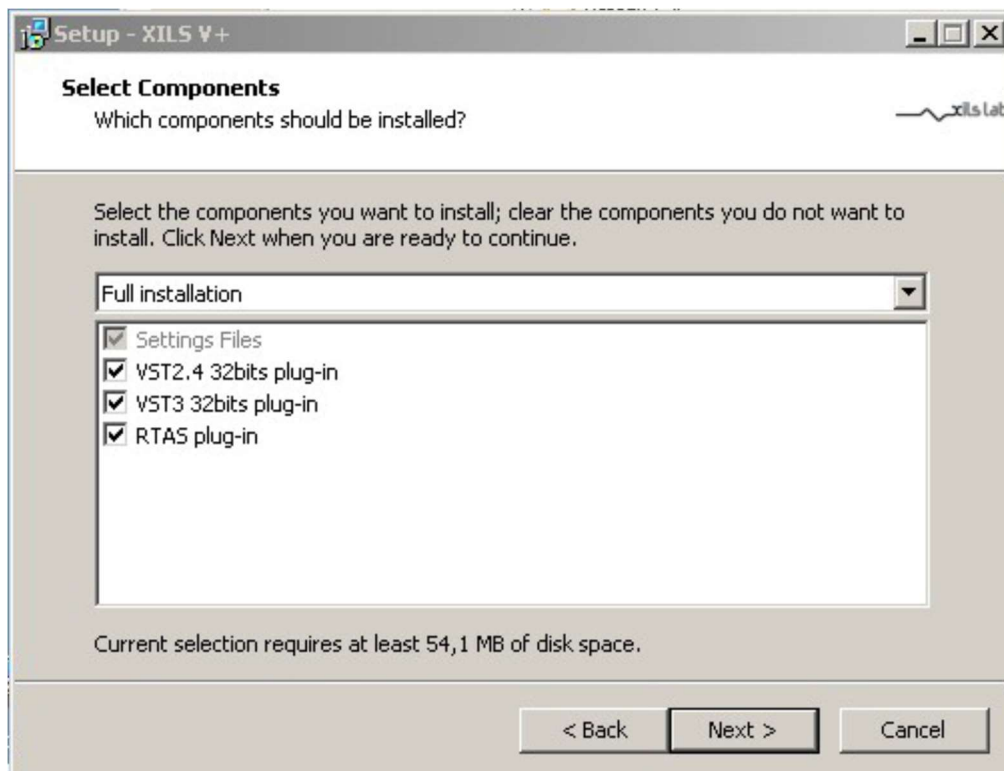 Setup - XILS V+
Select Components
Which components should be installed?
xils lab
Select the components you want to install; clear the components you do not want to
install. Click Next when you are ready to continue.
Full installation
Settings Files
VST2.4 32bits plug-in
VST3 32bits plug-in
RTAS plug-in
Current selection requires at least 54,1 MB of disk space.
< Back
Next >
Cancel